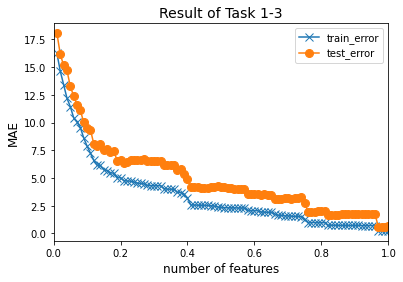 Result of Task 1-3
train_error
test_error
MAE
17.5
15.0
12.5
10.0
7.5
5.0
2.5
0.0
0.0 0.2 0.4 0.6 0.8 1.0
number of features